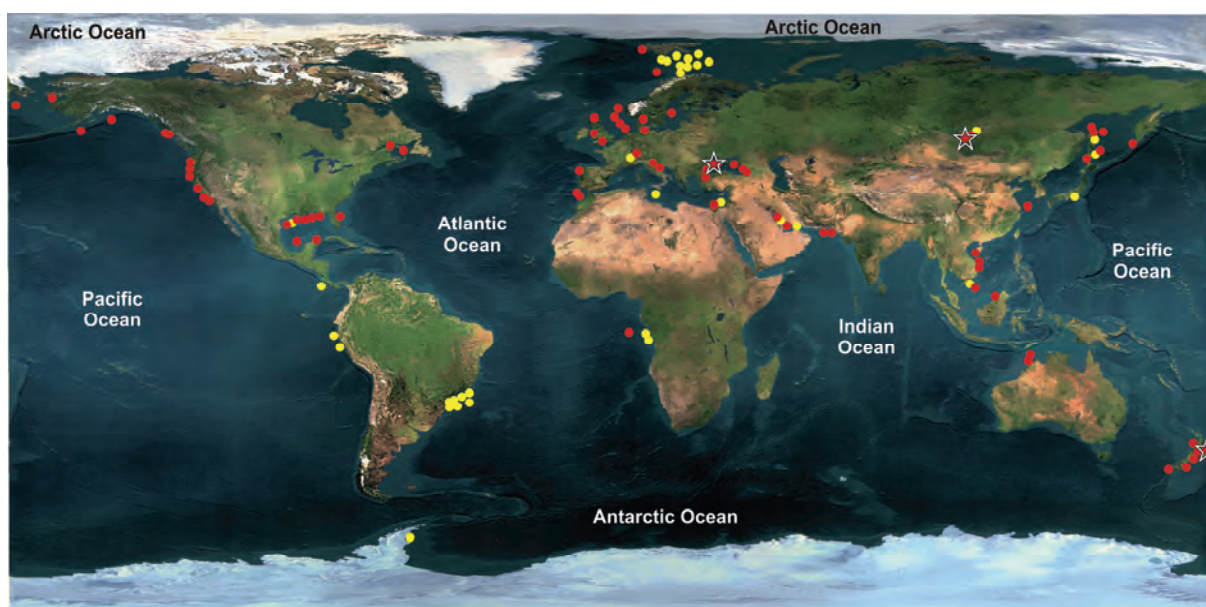 Arctic Ocean
Arctic Ocean
Atlantic
Ocean
Pacific
Ocean
Pacific
Ocean
Indian
Ocean
Antarctic Ocean